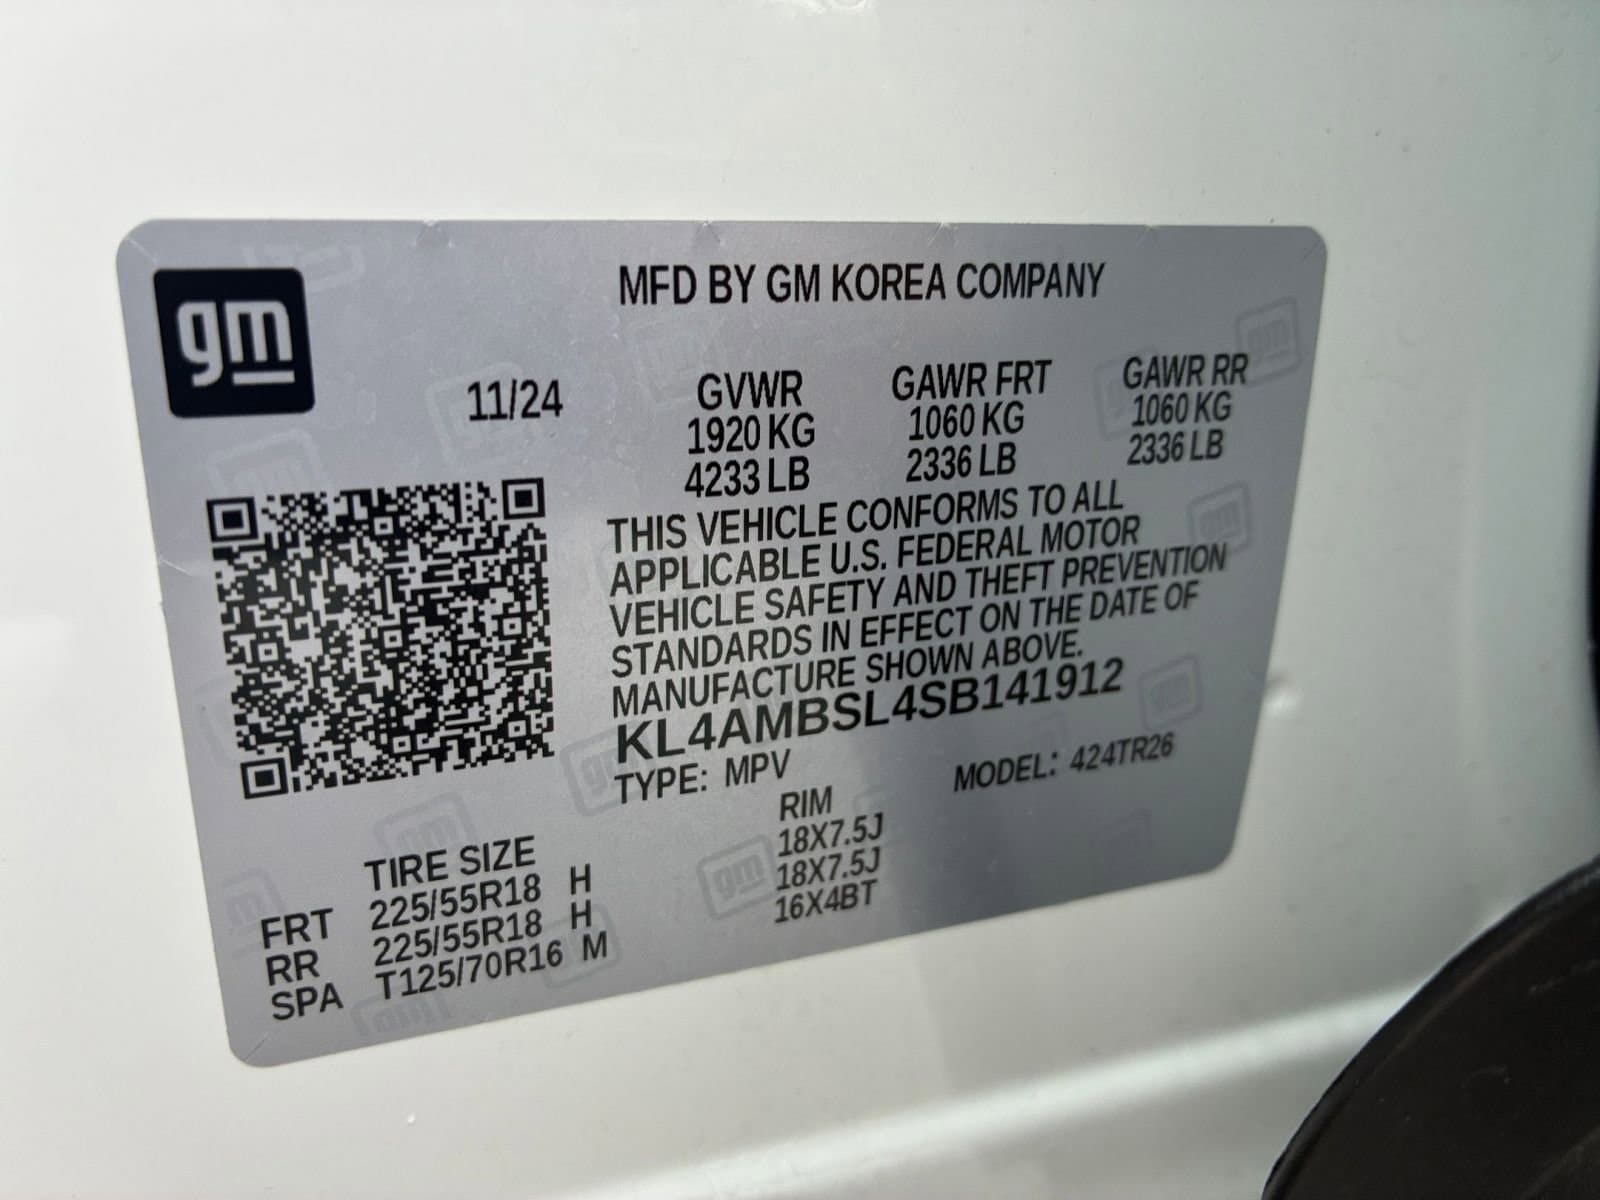 gm
MFD BY GM KOREA COMPANY
11/24
GVWR GAWR FRT GAWR RR
1920 KG 1060 KG 1060 KG
4233 LB 2336 LB 2336 LB
THIS VEHICLE CONFORMS TO ALL
APPLICABLE U.S. FEDERAL MOTOR
VEHICLE SAFETY AND THEFT PREVENTION
STANDARDS IN EFFECT ON THE DATE OF
MANUFACTURE SHOWN ABOVE.
KL4AMBSL4SB141912
TYPE: MPV MODEL: 424TR26
TIRE SIZE RIM
FRT 225/55R18 H 18X7.5J
RR 225/55R18 H 18X7.5J
SPA T125/70R16 M 16X4BT